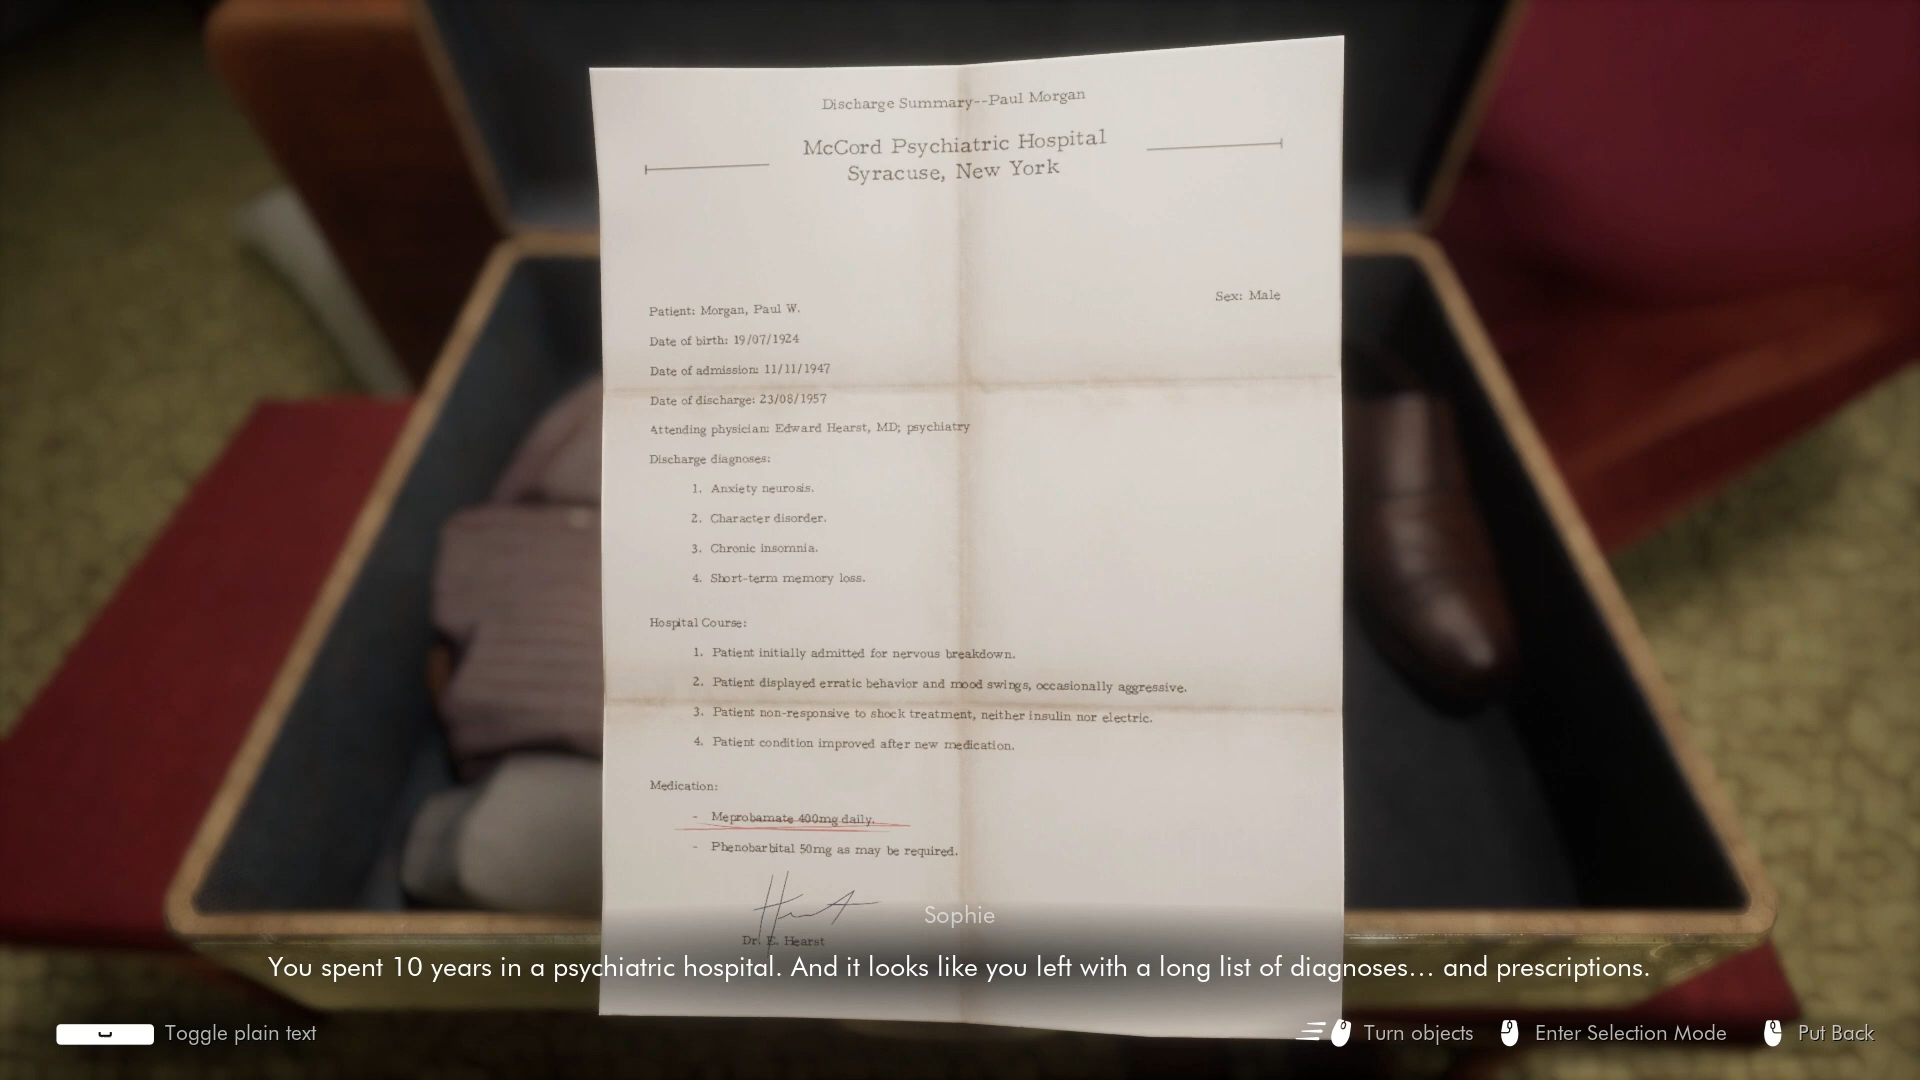 Discharge Summary--Paul Morgan
McCord Psychiatric Hospital
Syracuse, New York
Sex: Male
Patient: Morgan, Paul W.
Date of birth: 19/07/1924
Date of admission: 11/11/1947
Date of discharge: 23/08/1957
Attending physician: Edward Hearst, MD; psychiatry
Discharge diagnoses:
1. Anxiety neurosis.
2. Character disorder.
3. Chronic insomnia.
4. Short-term memory loss.
Hospital Course:
1. Patient initially admitted for nervous breakdown.
2. Patient displayed erratic behavior and mood swings, occasionally aggressive.
3. Patient non-responsive to shock treatment, neither insulin nor electric.
4. Patient condition improved after new medication.
Medication:
- Meprobamate 400mg daily.
- Phenobarbital 50mg as may be required.
Dr. E. Hearst
Sophie
You spent 10 years in a psychiatric hospital. And it looks like you left with a long list of diagnoses... and prescriptions.
Toggle plain text
Turn objects
Enter Selection Mode
Put Back